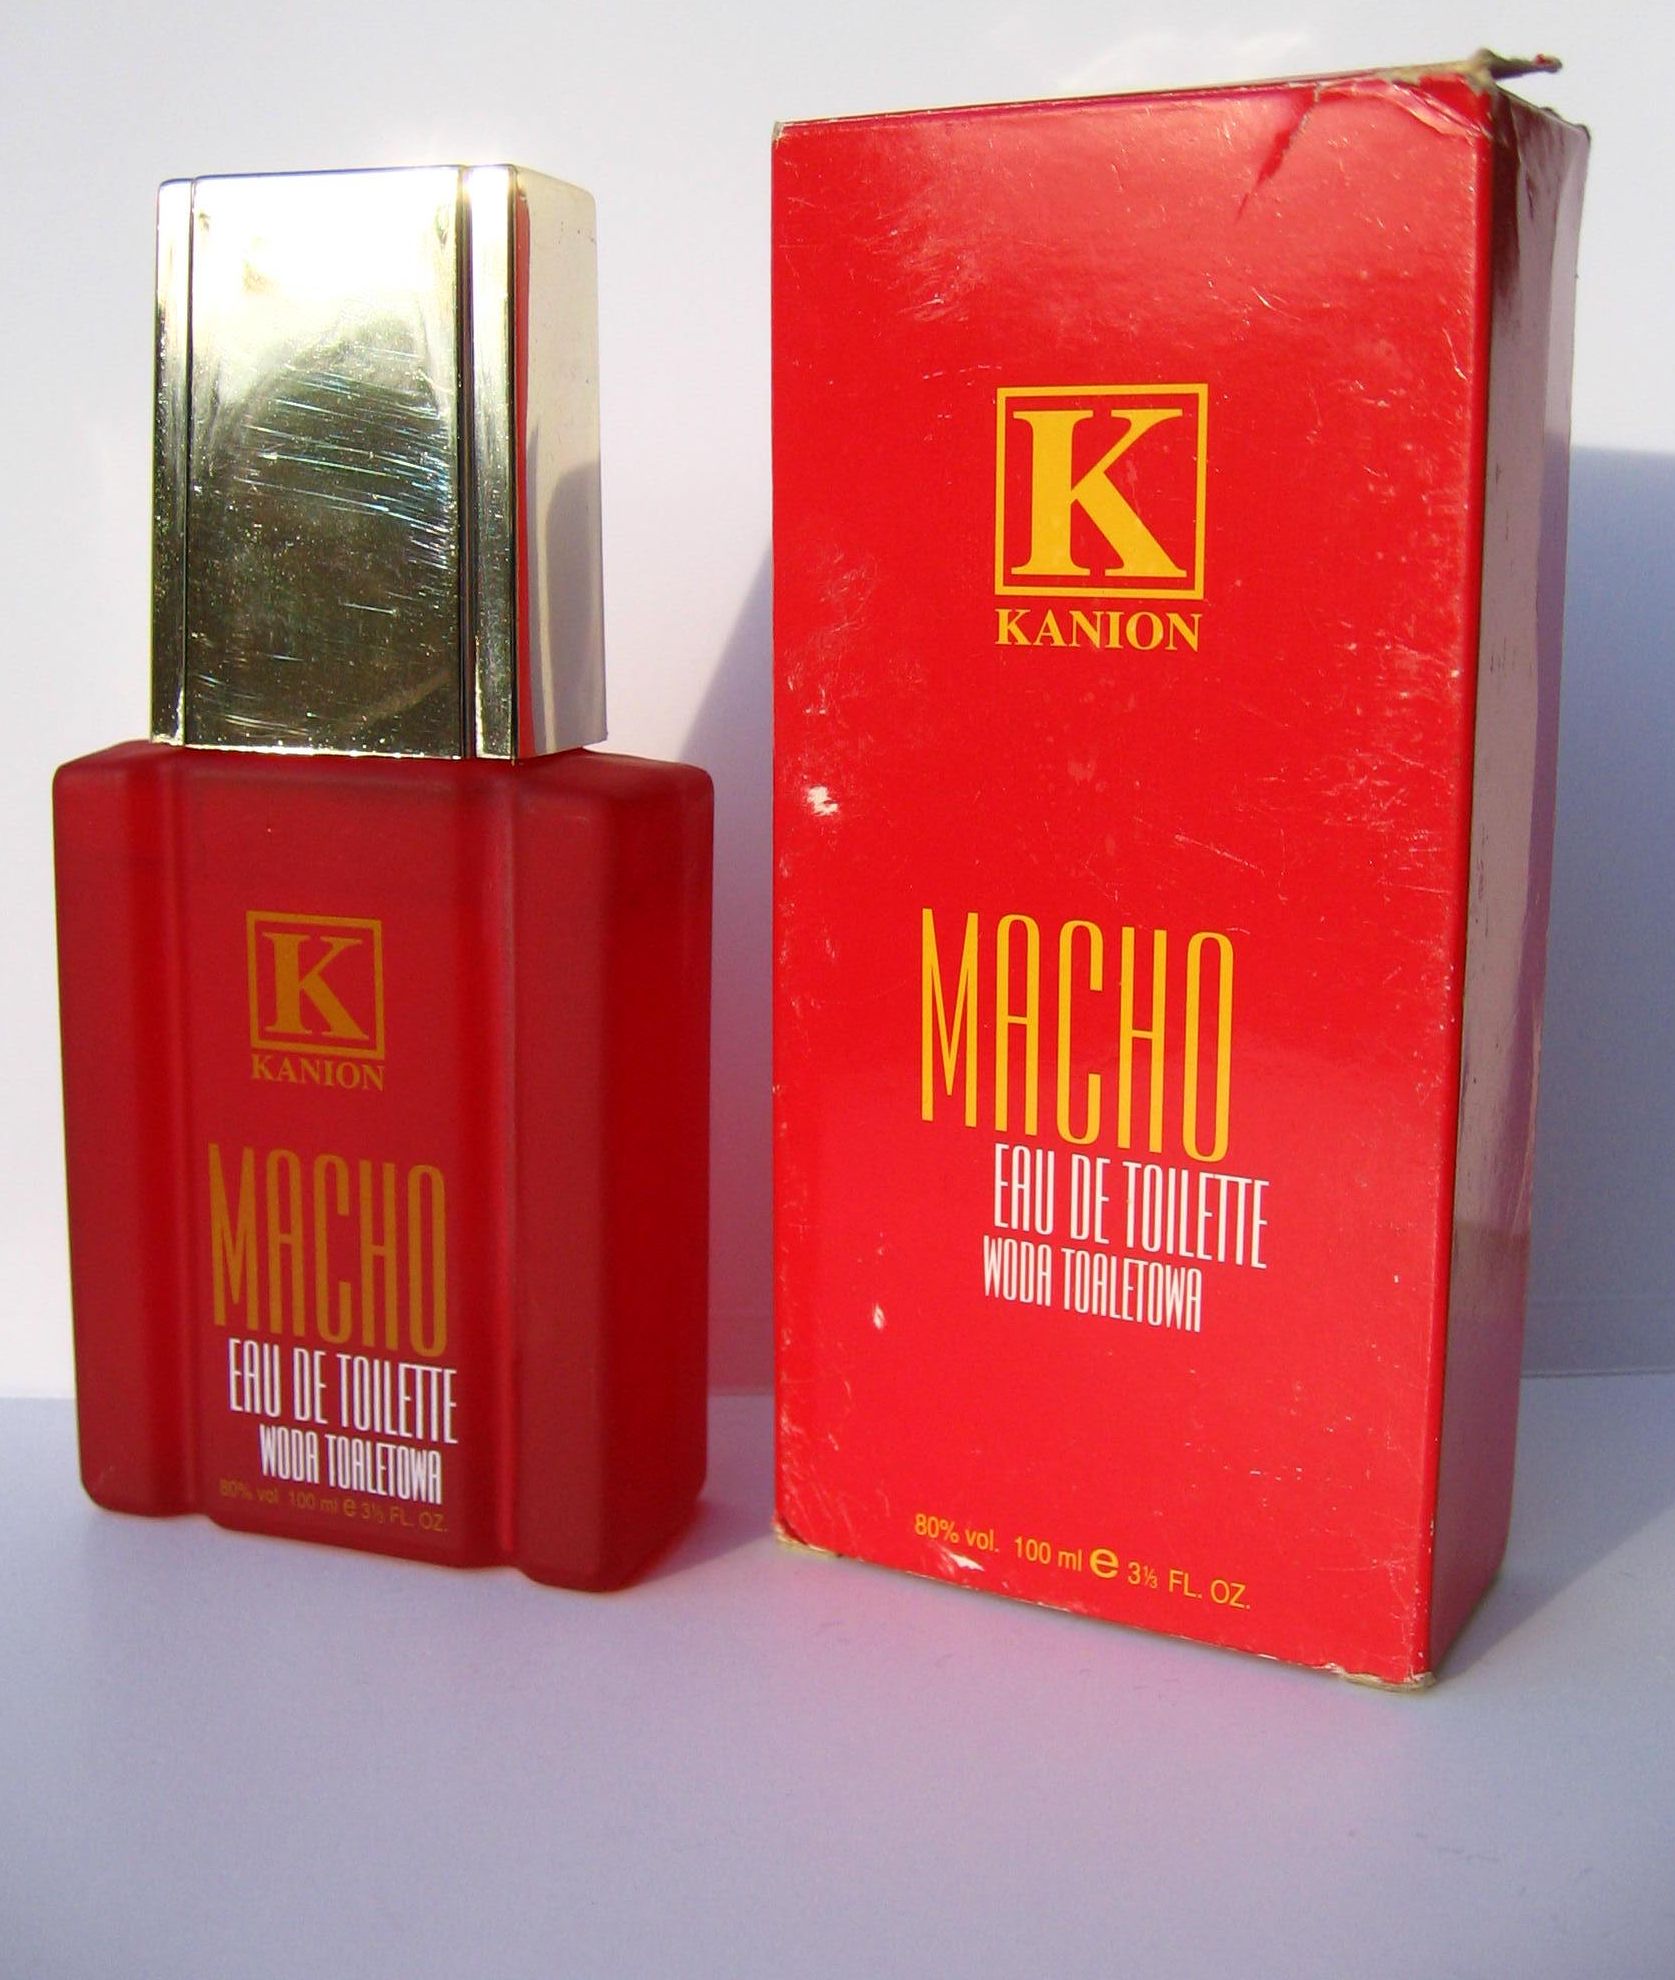 K
KANION
MACHO
EAU DE TOILETTE
WODA TOALETOWA
80% vol. 100 ml e 3⅓ FL. OZ.
K
KANION
MACHO
EAU DE TOILETTE
WODA TOALETOWA
80% vol. 100 ml e 3⅓ FL. OZ.